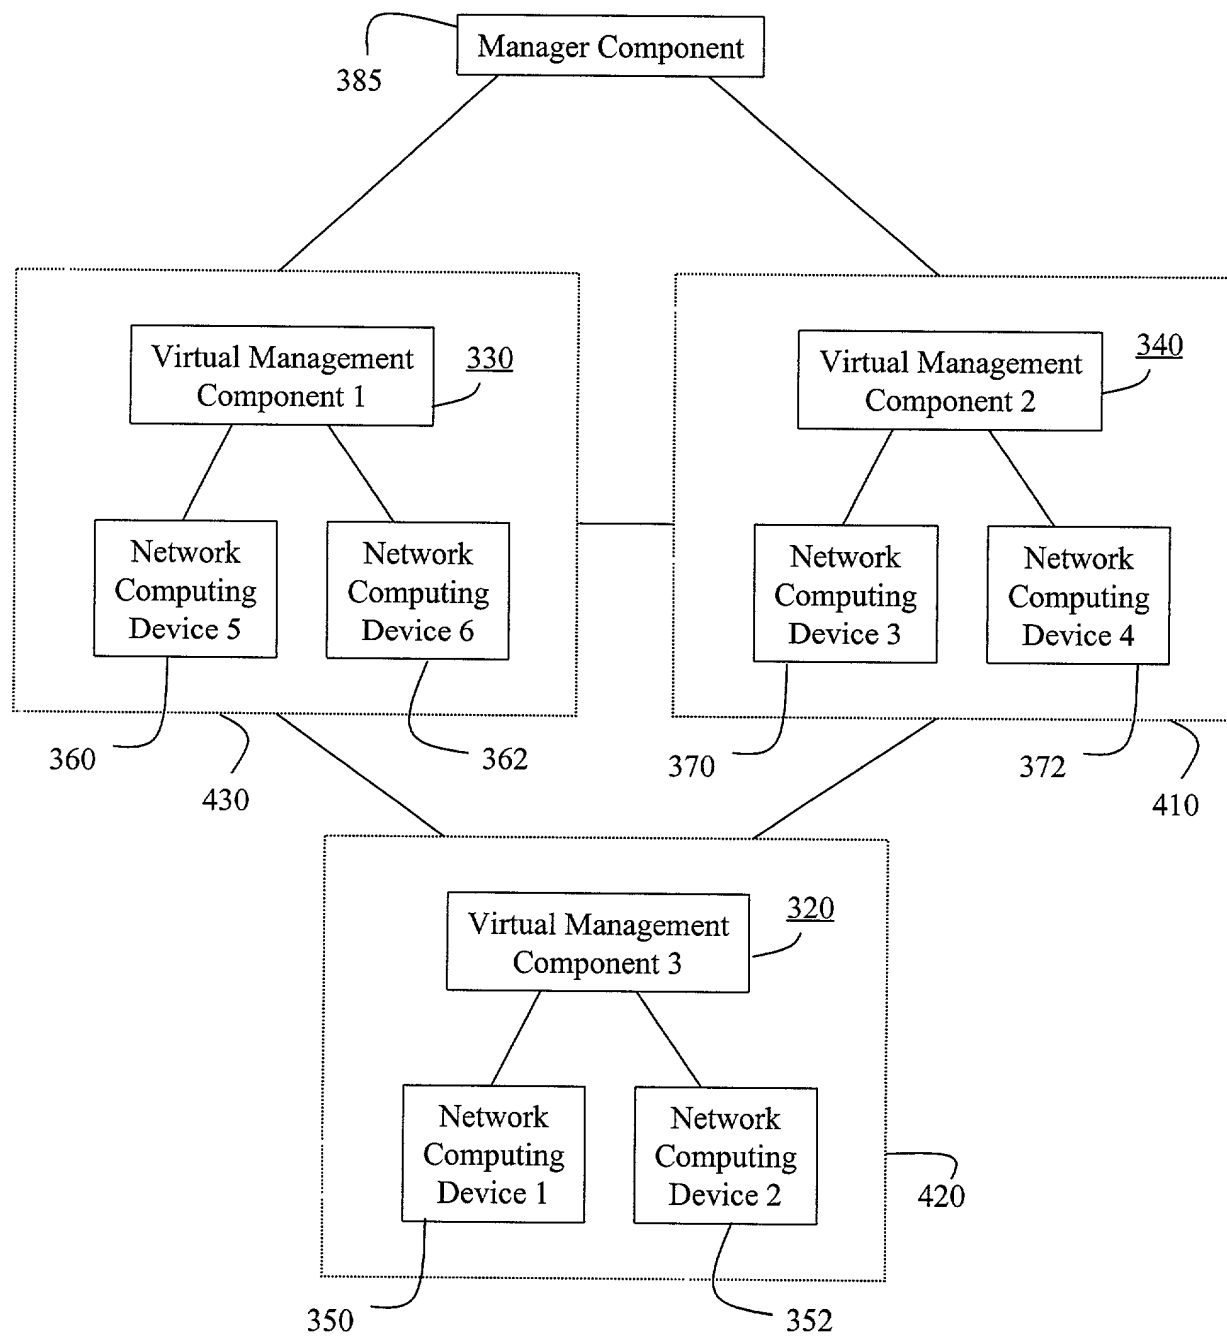 Manager Component
385
Virtual Management
Component 1
330
Virtual Management
Component 2
340
Network
Computing
Device 5
Network
Computing
Device 6
Network
Computing
Device 3
Network
Computing
Device 4
360
430
362
370
372
410
Virtual Management
Component 3
320
Network
Computing
Device 1
Network
Computing
Device 2
420
350
352